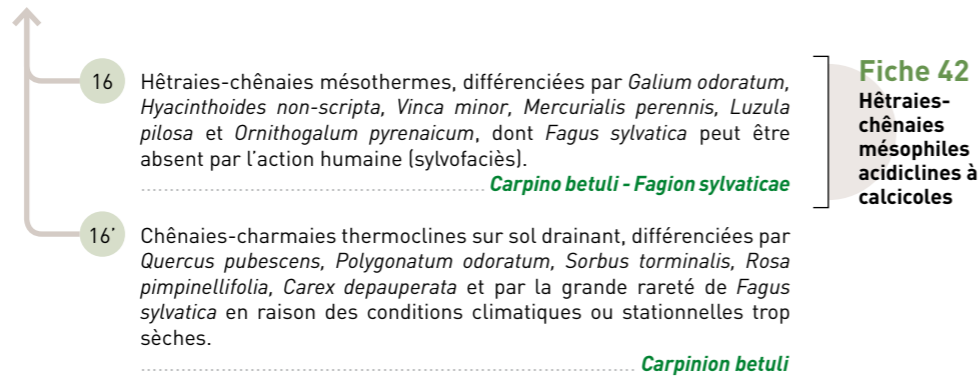 16 Hêtraies-chênaies mésothermes, différenciées par Galium odoratum,
Hyacinthoides non-scripta, Vinca minor, Mercurialis perennis, Luzula
pilosa et Ornithogalum pyrenaicum, dont Fagus sylvatica peut être
absent par l’action humaine (sylvofaciès).
Carpino betuli - Fagion sylvaticae
Fiche 42
Hêtraies-
chênaies
mésophiles
acidiclines à
calcicoles
16’ Chênaies-charmaies thermoclines sur sol drainant, différenciées par
Quercus pubescens, Polygonatum odoratum, Sorbus torminalis, Rosa
pimpinellifolia, Carex depauperata et par la grande rareté de Fagus
sylvatica en raison des conditions climatiques ou stationnelles trop
sèches.
Carpinion betuli